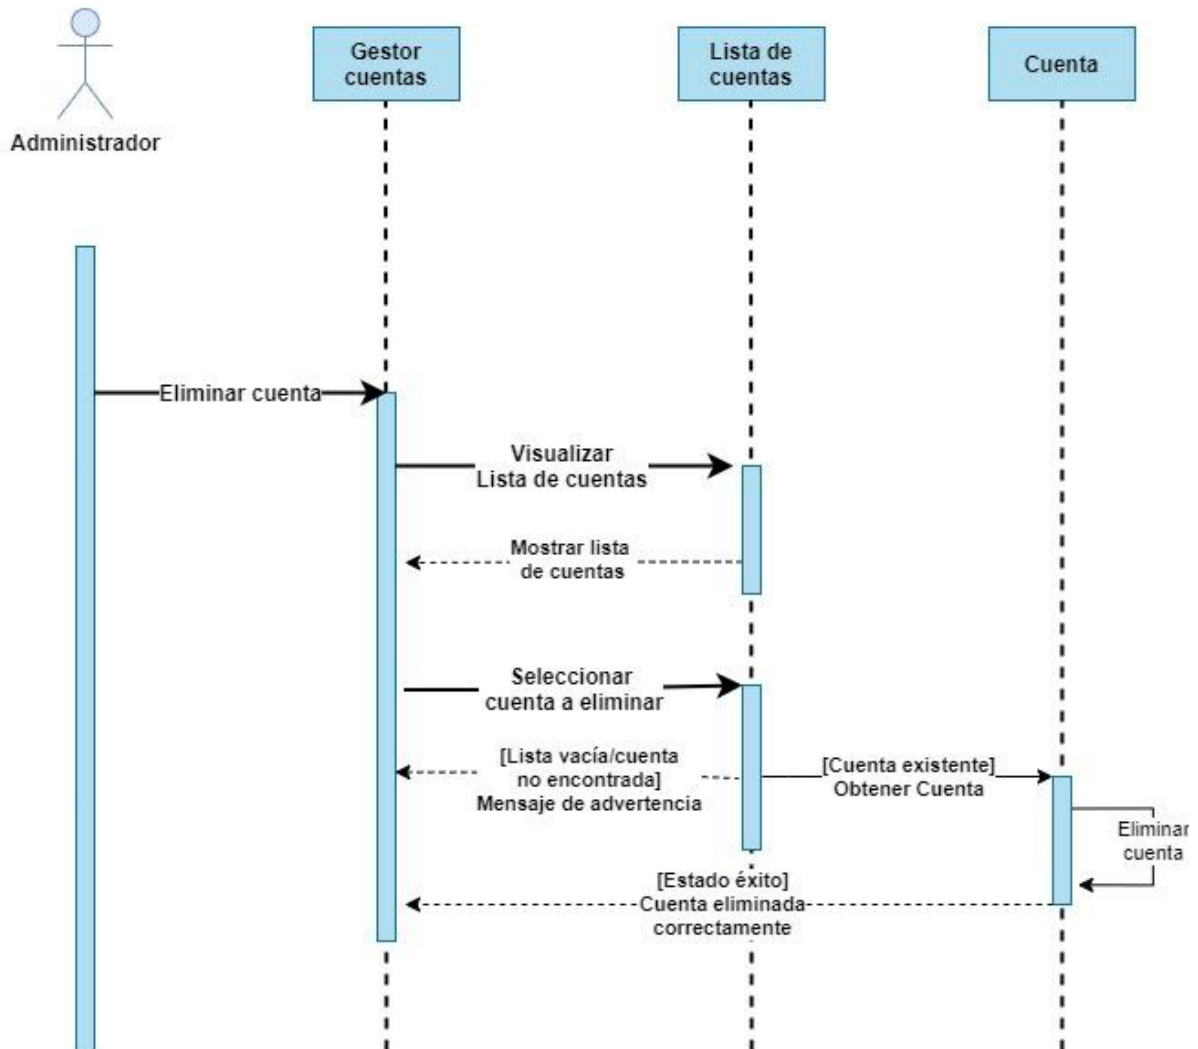 Gestor
cuentas
Lista de
cuentas
Cuenta
Administrador
Eliminar cuenta
Visualizar
Lista de cuentas
Mostrar lista
de cuentas
Seleccionar
cuenta a eliminar
[Lista vacía/cuenta
no encontrada]
Mensaje de advertencia
[Cuenta existente]
Obtener Cuenta
Eliminar
cuenta
[Estado éxito]
Cuenta eliminada
correctamente